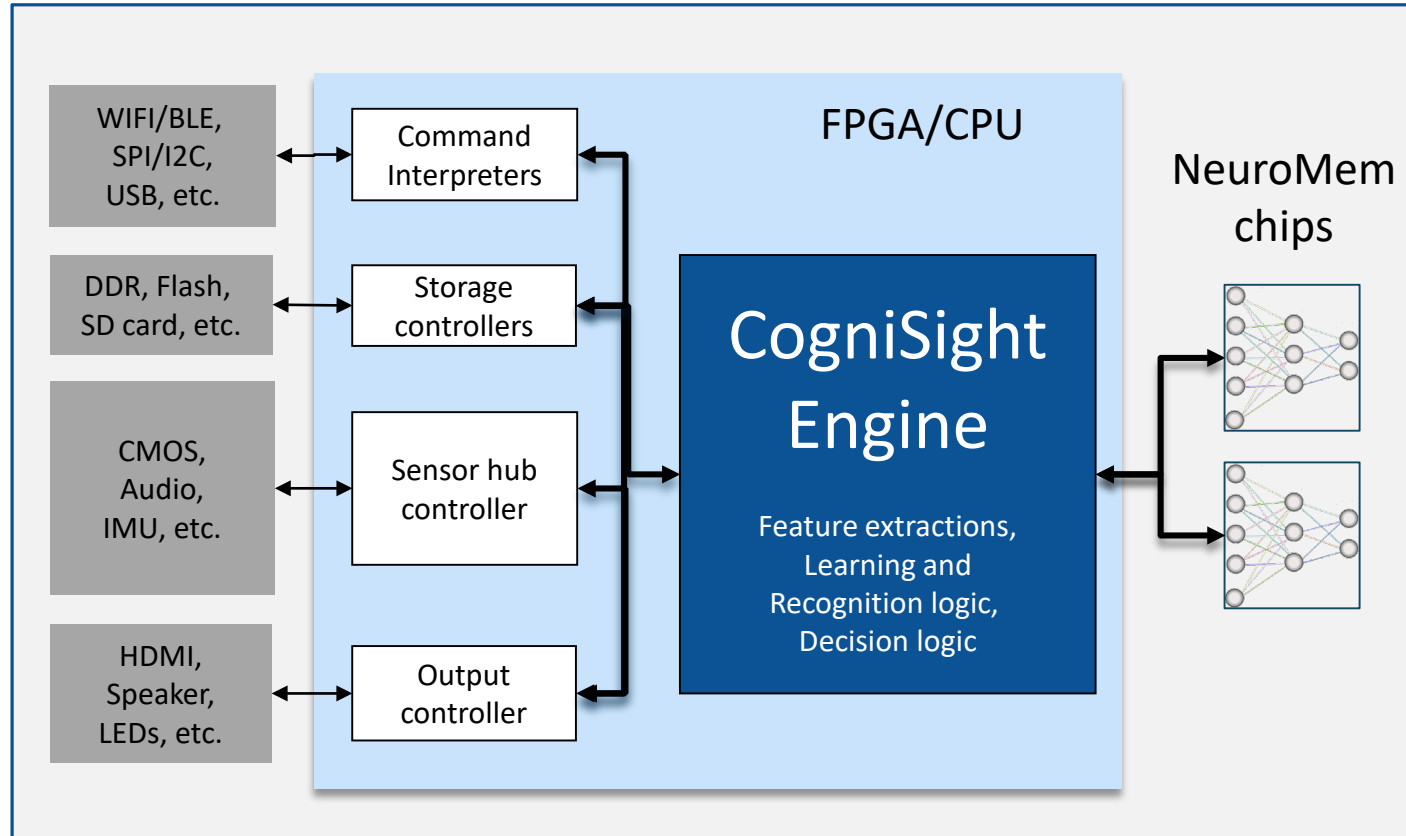 WIFI/BLE,
SPI/I2C,
USB, etc.
Command
Interpreters
FPGA/CPU
NeuroMem
chips
DDR, Flash,
SD card, etc.
Storage
controllers
CogniSight
Engine
Feature extractions,
Learning and
Recognition logic,
Decision logic
CMOS,
Audio,
IMU, etc.
Sensor hub
controller
HDMI,
Speaker,
LEDs, etc.
Output
controller